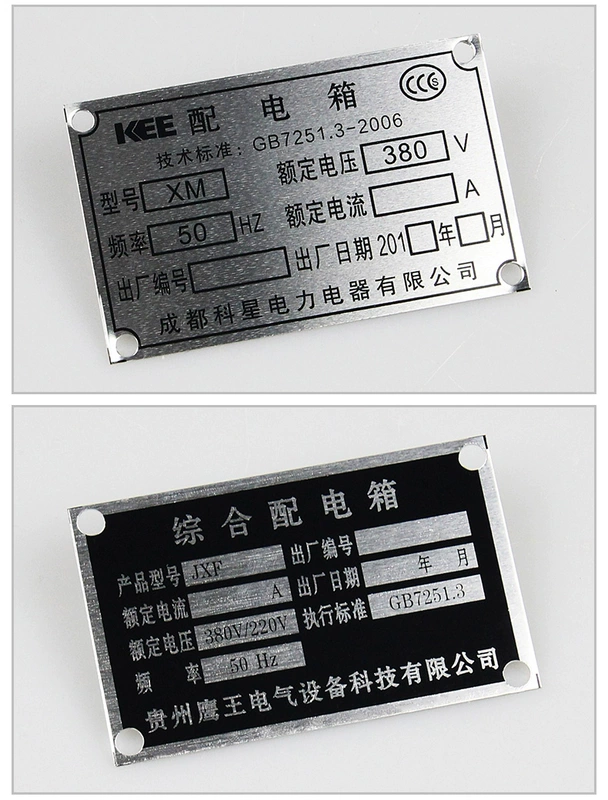 KEE 配电箱 CCCS
技术标准: GB7251.3-2006
型号 XM 额定电压 380 V
频率 50 HZ 额定电流 A
出厂编号 出厂日期 201 年 月
成都科星电力电器有限公司
综合配电箱
产品型号 JXF 出厂编号
额定电流 A 出厂日期 年 月
额定电压 380V/220V 执行标准 GB7251.3
频率 50 Hz
贵州鹰王电气设备科技有限公司